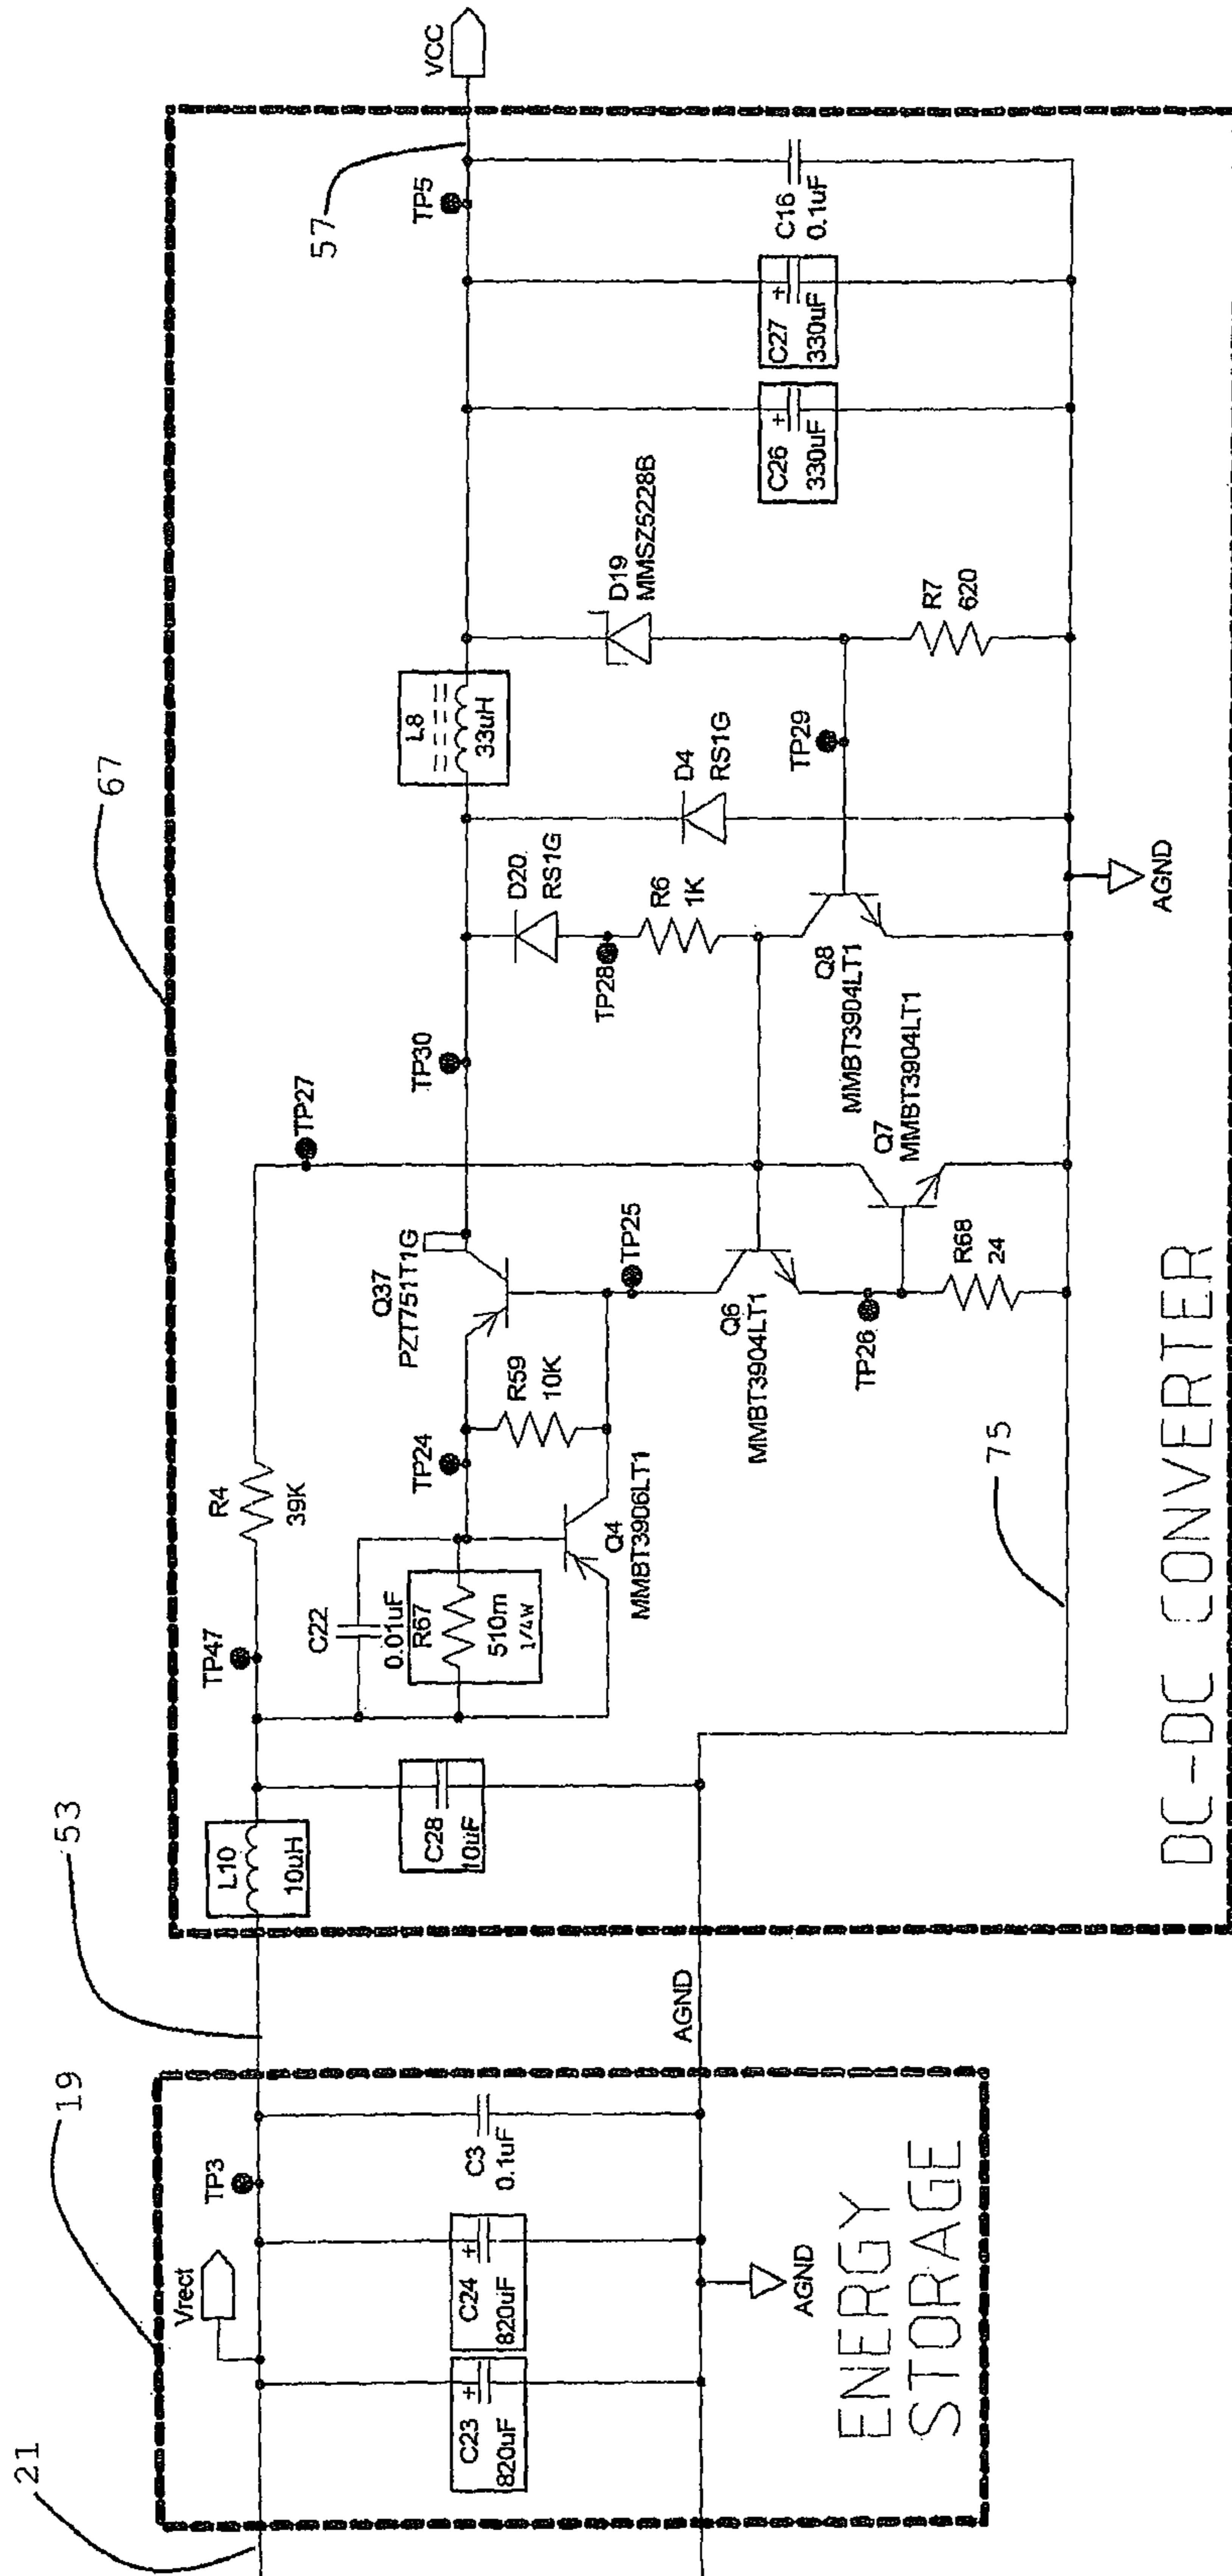 21
19
53
67
57
Vrect
TP3
C23
+
820uF
C24
+
820uF
C3
0.1uF
AGND
ENERGY
STORAGE
AGND
L10
10uH
C28
10uF
TP47
R4
39K
TP27
C22
0.01uF
R67
510m
1/4W
TP24
R59
10K
Q4
MMBT3906LT1
Q37
PZT751T1G
TP25
Q6
MMBT3904LT1
TP26
R68
24
Q7
MMBT3904LT1
TP30
D20
RS1G
TP28
R6
1K
Q8
MMBT3904LT1
D4
RS1G
TP29
L8
33uH
D19
MMSZ5228B
R7
620
C26
+
330uF
C27
+
330uF
C16
0.1uF
TP5
VCC
AGND
75
DC-DC CONVERTER